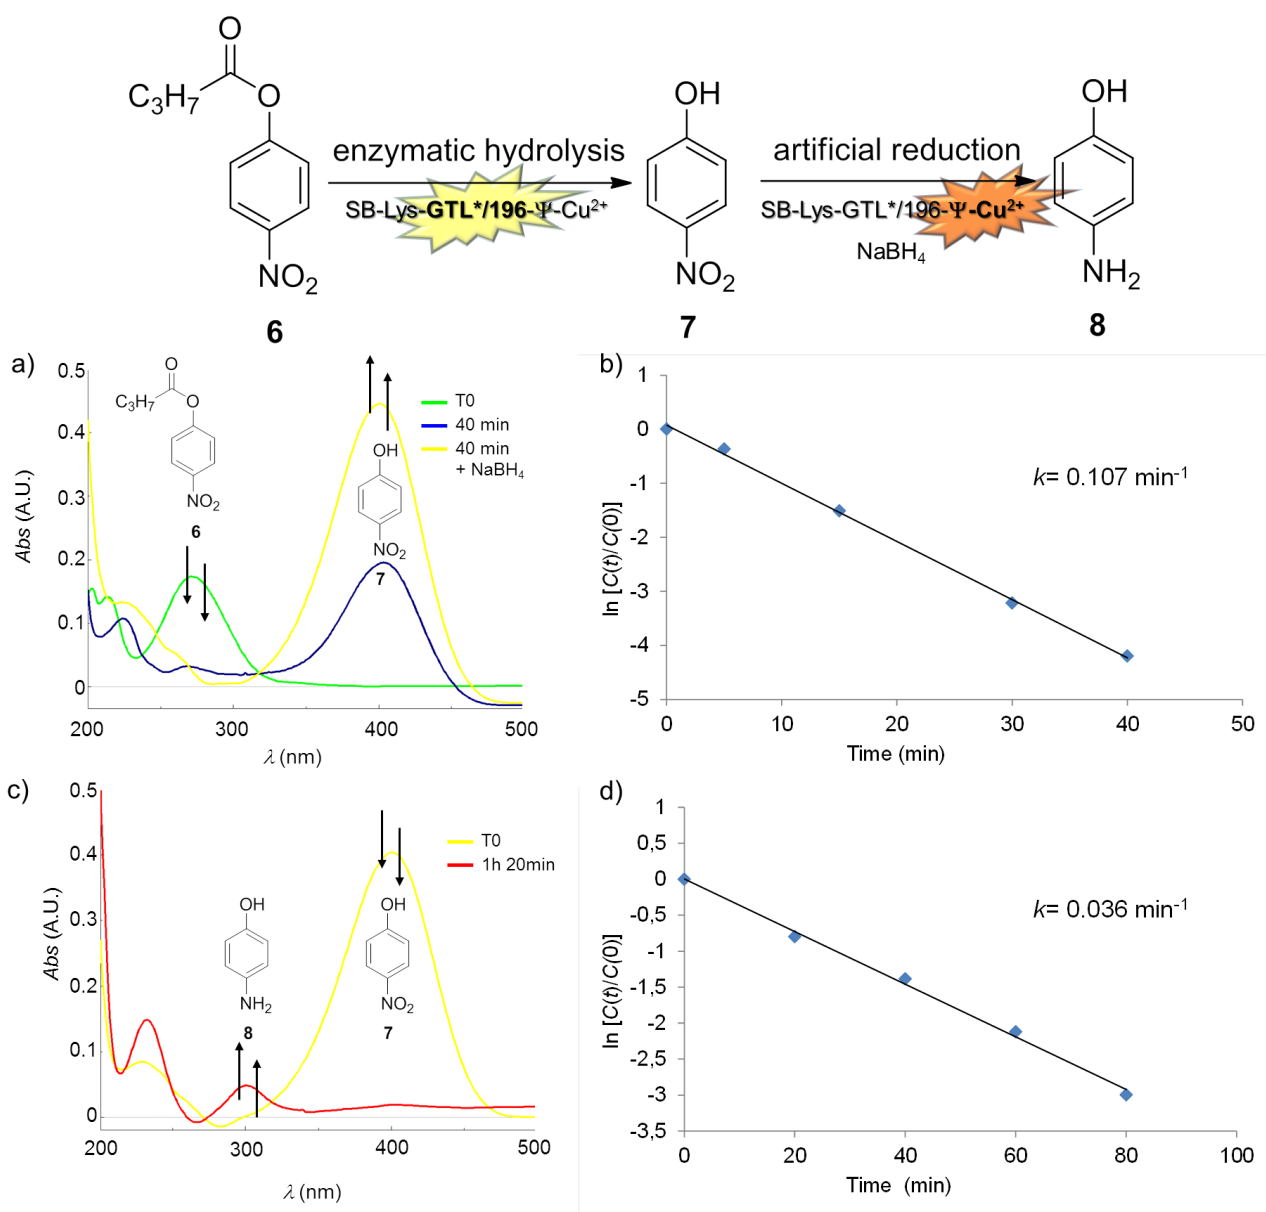 O
C₃H₇
O
NO₂
6
enzymatic hydrolysis
SB-Lys-GTL*/196-Ψ-Cu²⁺
OH
NO₂
7
artificial reduction
SB-Lys-GTL*/196-Ψ-Cu²⁺
NaBH₄
OH
NH₂
8
a)
Abs (A.U.)
0.5
0.4
0.3
0.2
0.1
0
200
300
400
500
λ (nm)
O
C₃H₇
O
NO₂
6
OH
NO₂
7
T0
40 min
40 min
+ NaBH₄
b)
ln [C(t)/C(0)]
1
0
-1
-2
-3
-4
-5
0
10
20
30
40
50
Time (min)
k= 0.107 min⁻¹
c)
Abs (A.U.)
0.5
0.4
0.3
0.2
0.1
0
200
300
400
500
λ (nm)
OH
NH₂
8
OH
NO₂
7
T0
1h 20min
d)
ln [C(t)/C(0)]
1
0,5
0
-0,5
-1
-1,5
-2
-2,5
-3
-3,5
0
20
40
60
80
100
Time (min)
k= 0.036 min⁻¹